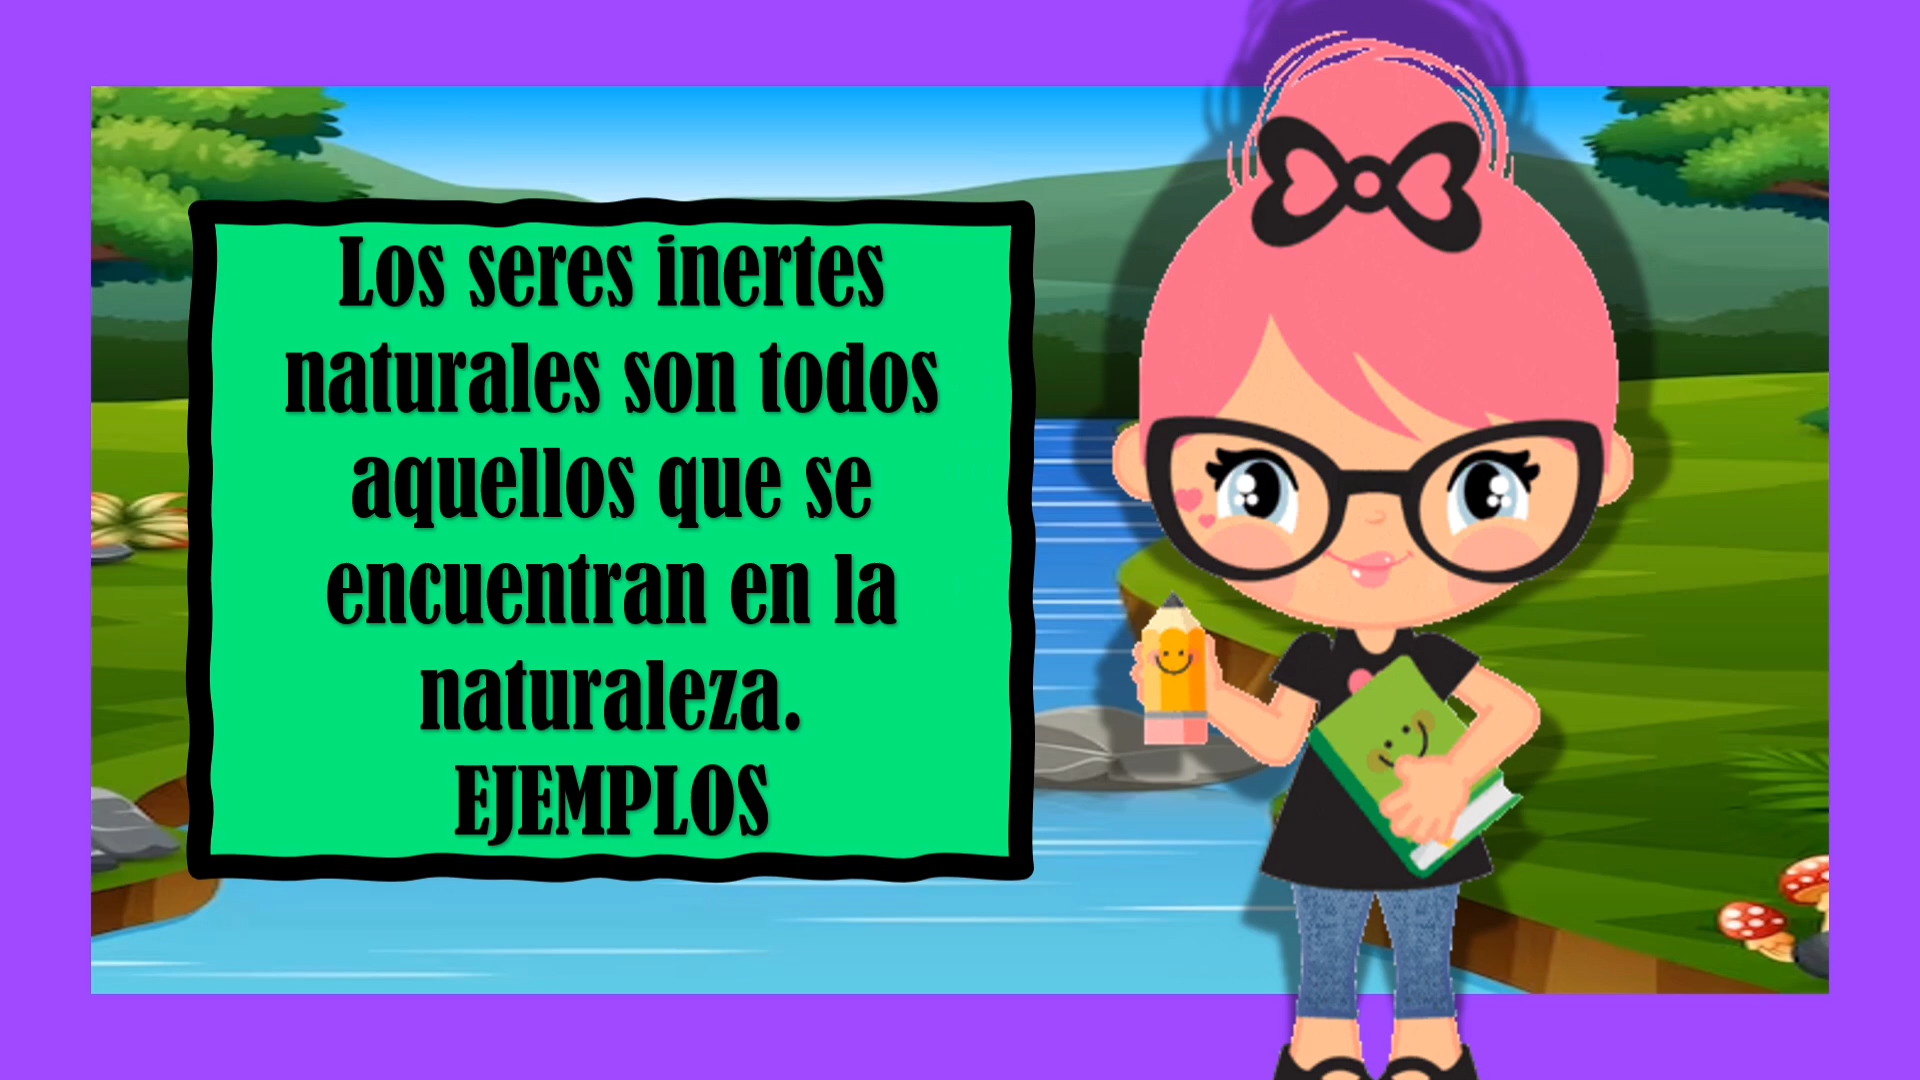 Los seres inertes
naturales son todos
aquellos que se
encuentran en la
naturaleza.
EJEMPLOS